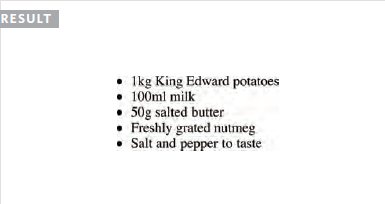 RESULT
• 1kg King Edward potatoes
• 100ml milk
• 50g salted butter
• Freshly grated nutmeg
• Salt and pepper to taste